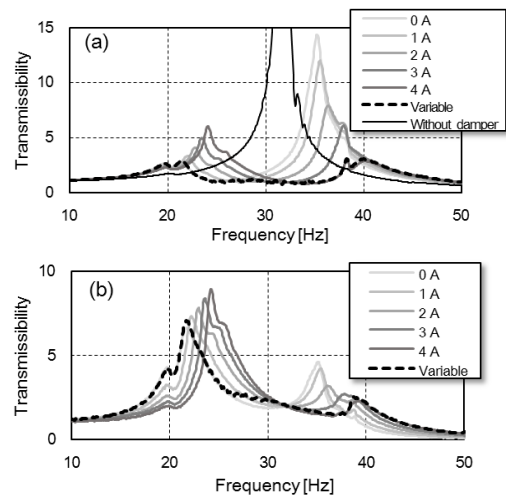 (a)
Transmissibility
15
10
5
0
10 20 30 40 50
Frequency [Hz]
0 A
1 A
2 A
3 A
4 A
Variable
Without damper
(b)
Transmissibility
10
5
0
10 20 30 40 50
Frequency [Hz]
0 A
1 A
2 A
3 A
4 A
Variable